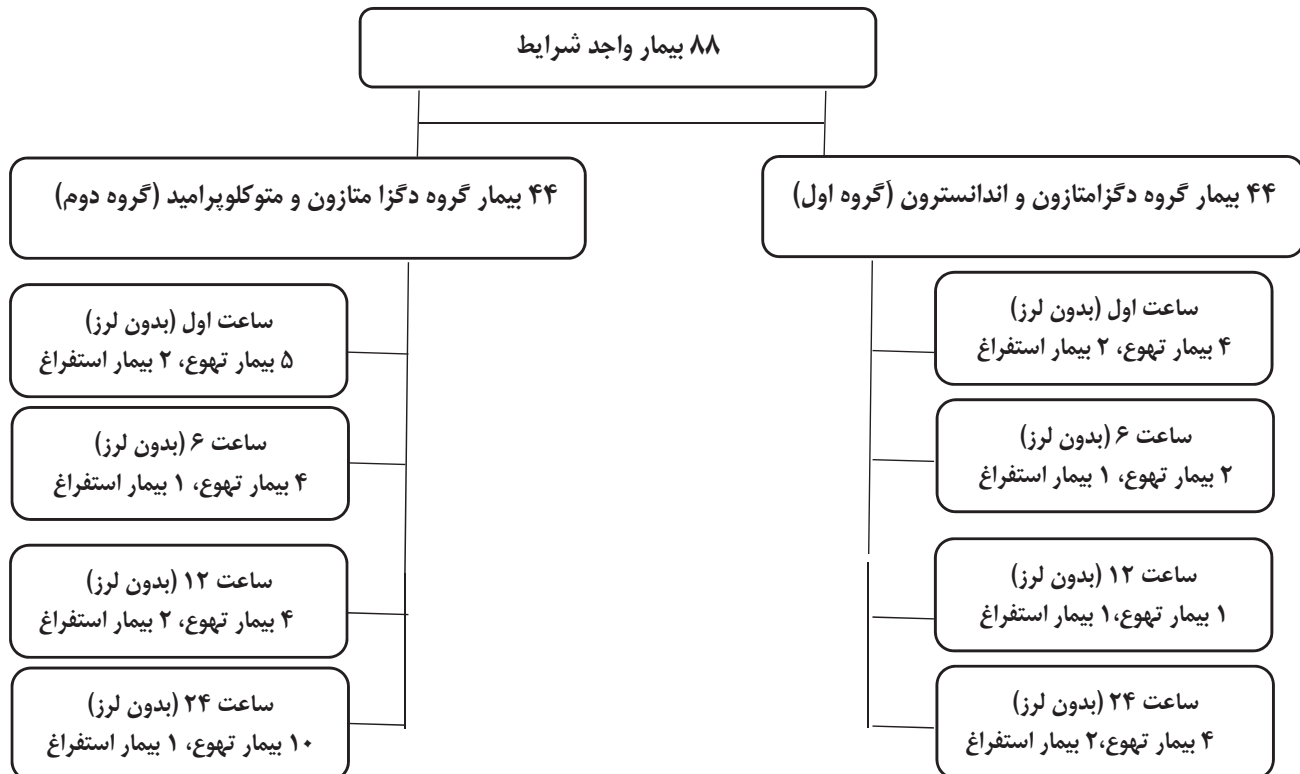 ۸۸ بیمار واجد شرایط
۴۴ بیمار گروه دگزامتازون و اندانسترون (گروه اول)
۴۴ بیمار گروه دگزا متازون و متوکلوپرامید (گروه دوم)
ساعت اول (بدون لرز)
۴ بیمار تهوع، ۲ بیمار استفراغ
ساعت ۶ (بدون لرز)
۲ بیمار تهوع، ۱ بیمار استفراغ
ساعت ۱۲ (بدون لرز)
۱ بیمار تهوع،۱ بیمار استفراغ
ساعت ۲۴ (بدون لرز)
۴ بیمار تهوع،۲ بیمار استفراغ
ساعت اول (بدون لرز)
۵ بیمار تهوع، ۲ بیمار استفراغ
ساعت ۶ (بدون لرز)
۴ بیمار تهوع، ۱ بیمار استفراغ
ساعت ۱۲ (بدون لرز)
۴ بیمار تهوع، ۲ بیمار استفراغ
ساعت ۲۴ (بدون لرز)
۱۰ بیمار تهوع، ۱ بیمار استفراغ